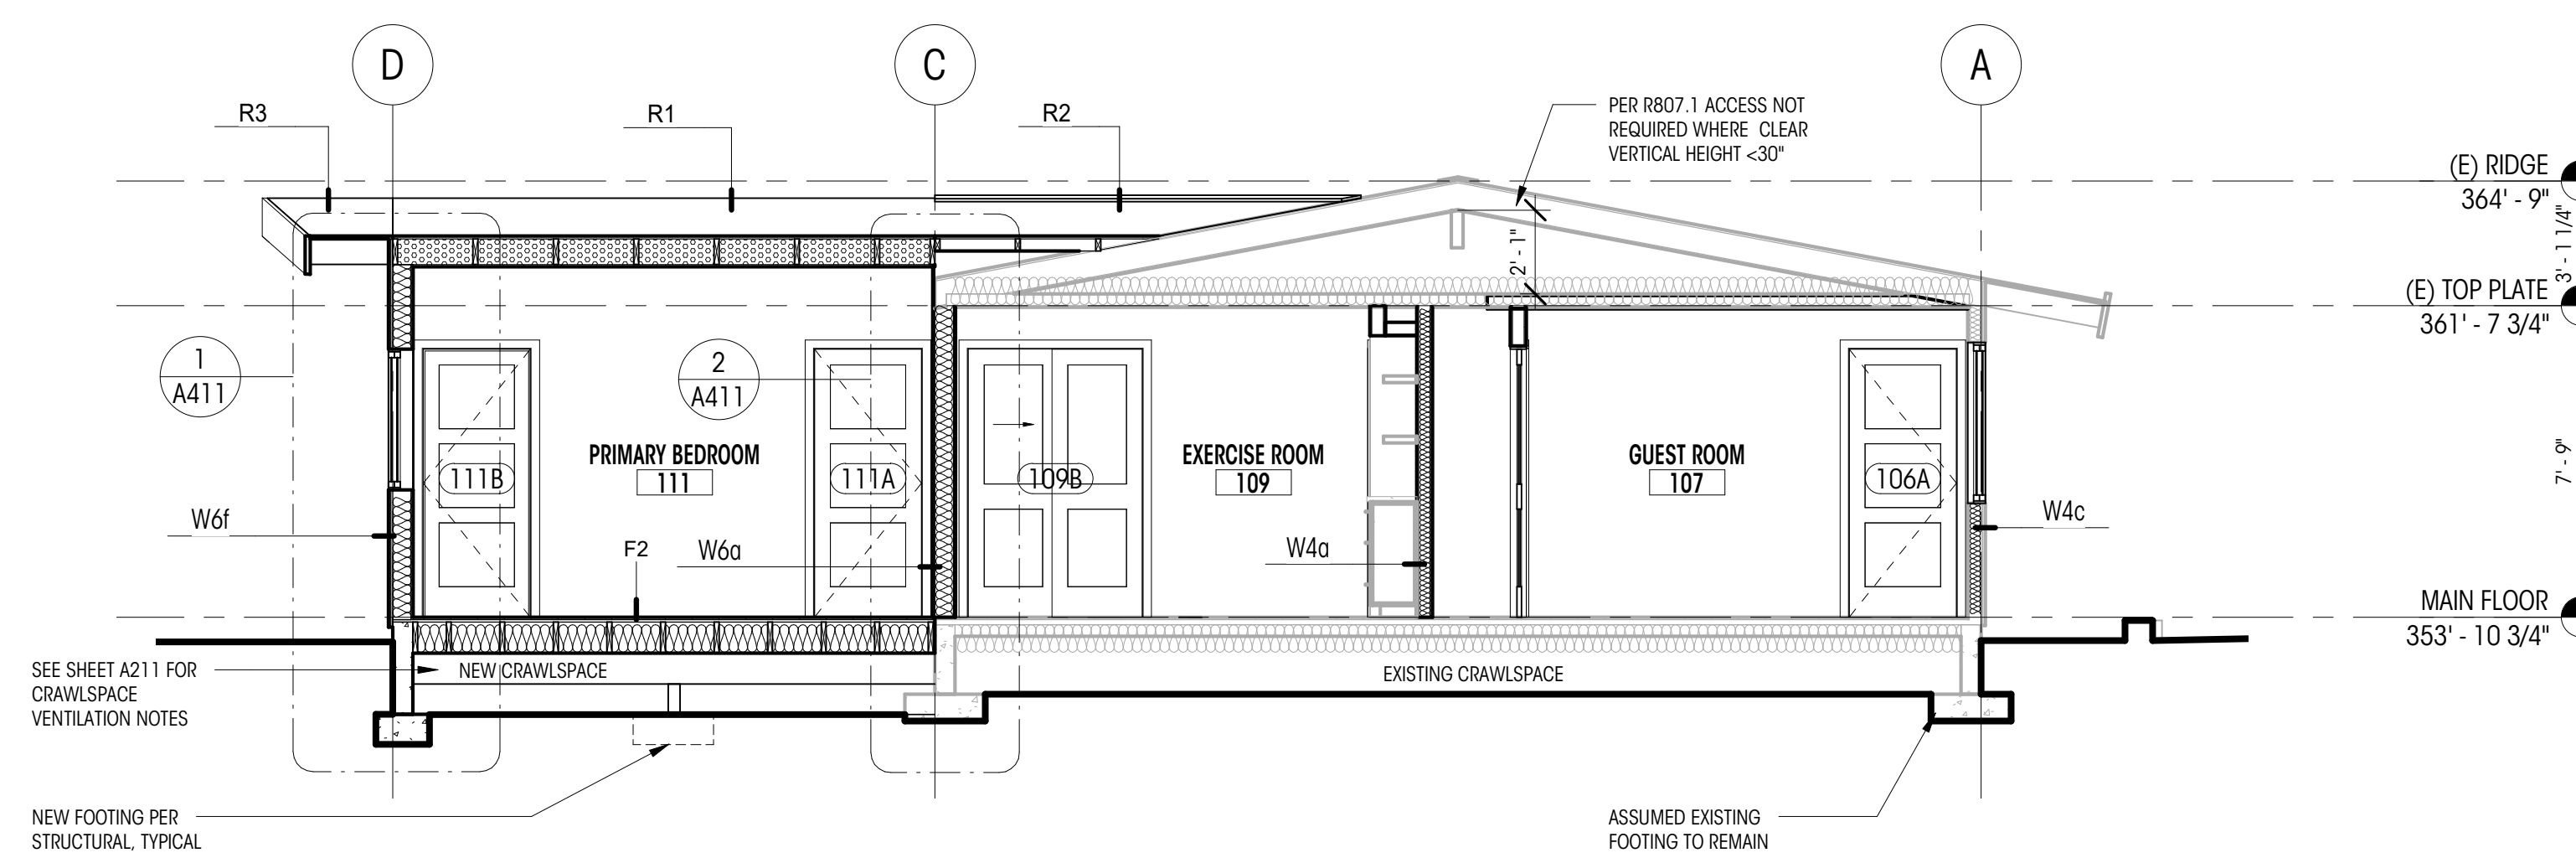 D
C
A
R3
R1
R2
PER R807.1 ACCESS NOT
REQUIRED WHERE CLEAR
VERTICAL HEIGHT <30"
(E) RIDGE
364' - 9"
3' - 1 1/4"
2' - 1"
(E) TOP PLATE
361' - 7 3/4"
1
A411
2
A411
PRIMARY BEDROOM
111
111B
111A
109B
EXERCISE ROOM
109
GUEST ROOM
107
106A
7' - 9"
W6f
F2
W6a
W4a
W4c
MAIN FLOOR
353' - 10 3/4"
SEE SHEET A211 FOR
CRAWLSPACE
VENTILATION NOTES
NEW CRAWLSPACE
EXISTING CRAWLSPACE
NEW FOOTING PER
STRUCTURAL, TYPICAL
ASSUMED EXISTING
FOOTING TO REMAIN